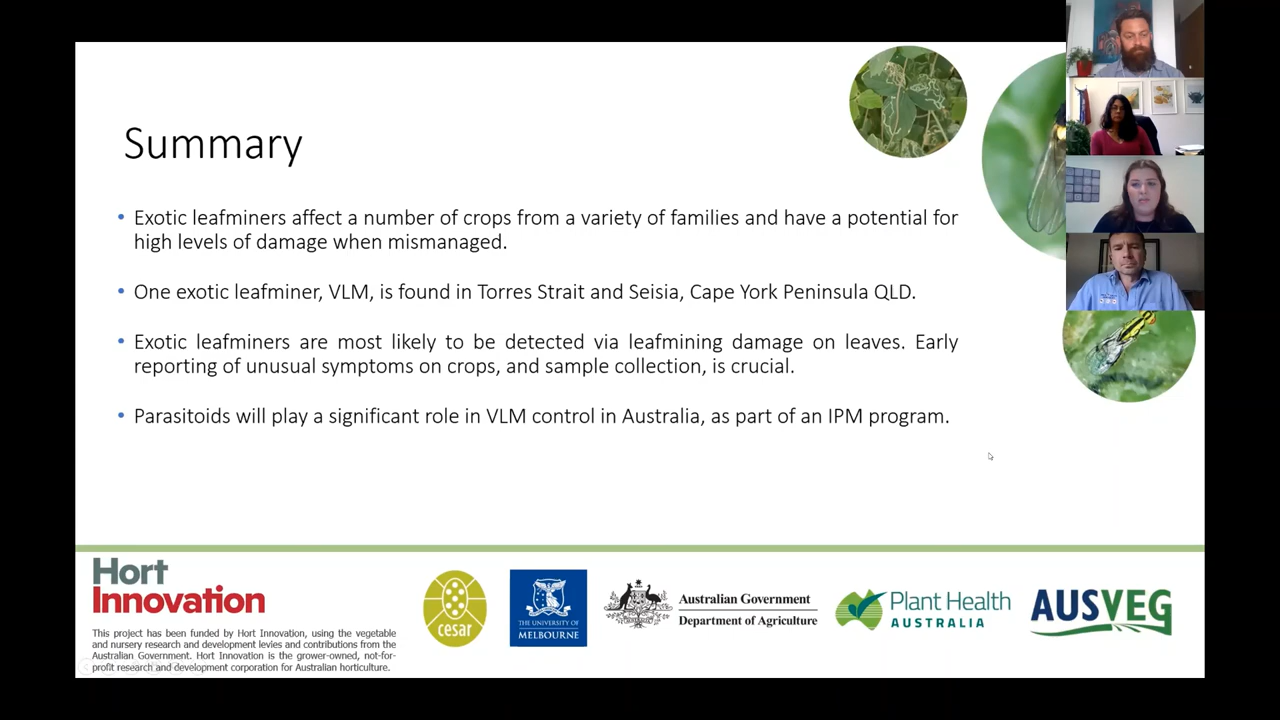 Summary
• Exotic leafminers affect a number of crops from a variety of families and have a potential for
high levels of damage when mismanaged.
• One exotic leafminer, VLM, is found in Torres Strait and Seisia, Cape York Peninsula QLD.
• Exotic leafminers are most likely to be detected via leafmining damage on leaves. Early
reporting of unusual symptoms on crops, and sample collection, is crucial.
• Parasitoids will play a significant role in VLM control in Australia, as part of an IPM program.
Hort
Innovation
This project has been funded by Hort Innovation, using the vegetable
and nursery research and development levies and contributions from the
Australian Government. Hort Innovation is the grower-owned, not-for-
profit research and development corporation for Australian horticulture.
cesar
THE UNIVERSITY OF
MELBOURNE
Australian Government
Department of Agriculture
Plant Health
AUSTRALIA
AUSVEG